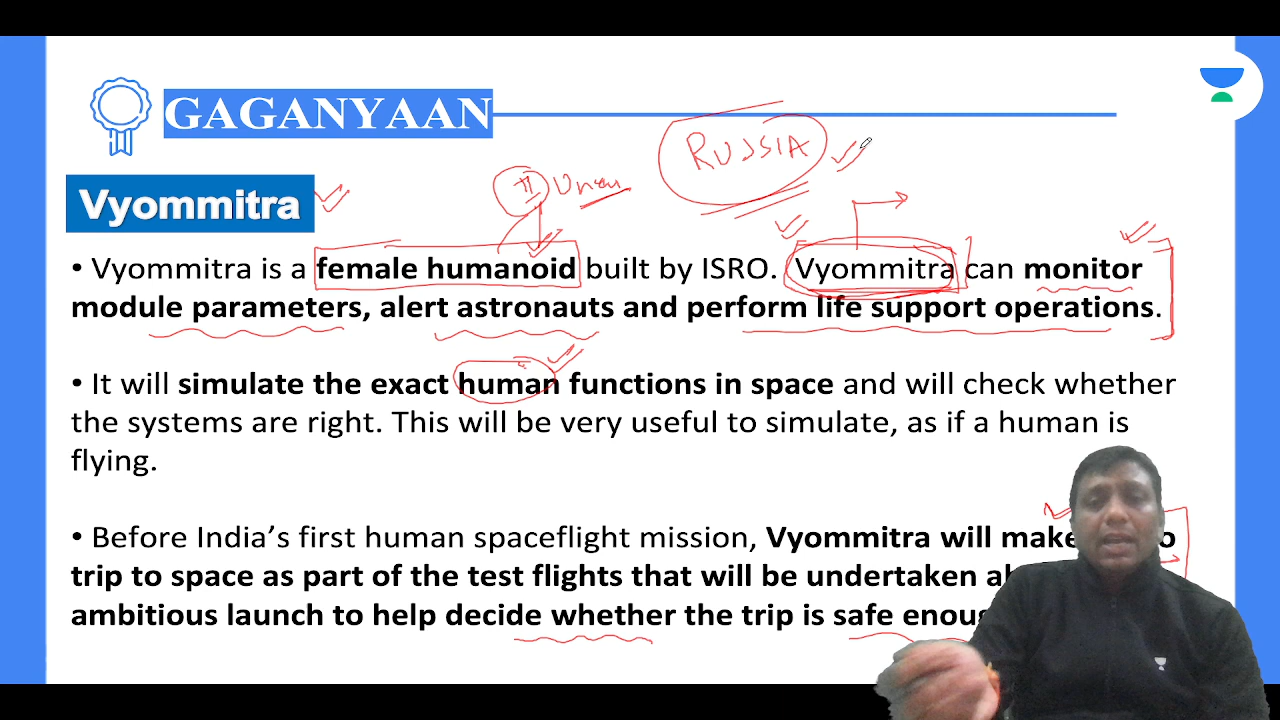 GAGANYAAN
RUSSIA
II
Vyommitra
• Vyommitra is a female humanoid built by ISRO. Vyommitra can monitor
module parameters, alert astronauts and perform life support operations.
• It will simulate the exact human functions in space and will check whether
the systems are right. This will be very useful to simulate, as if a human is
flying.
• Before India's first human spaceflight mission, Vyommitra will make
trip to space as part of the test flights that will be undertaken
ambitious launch to help decide whether the trip is safe